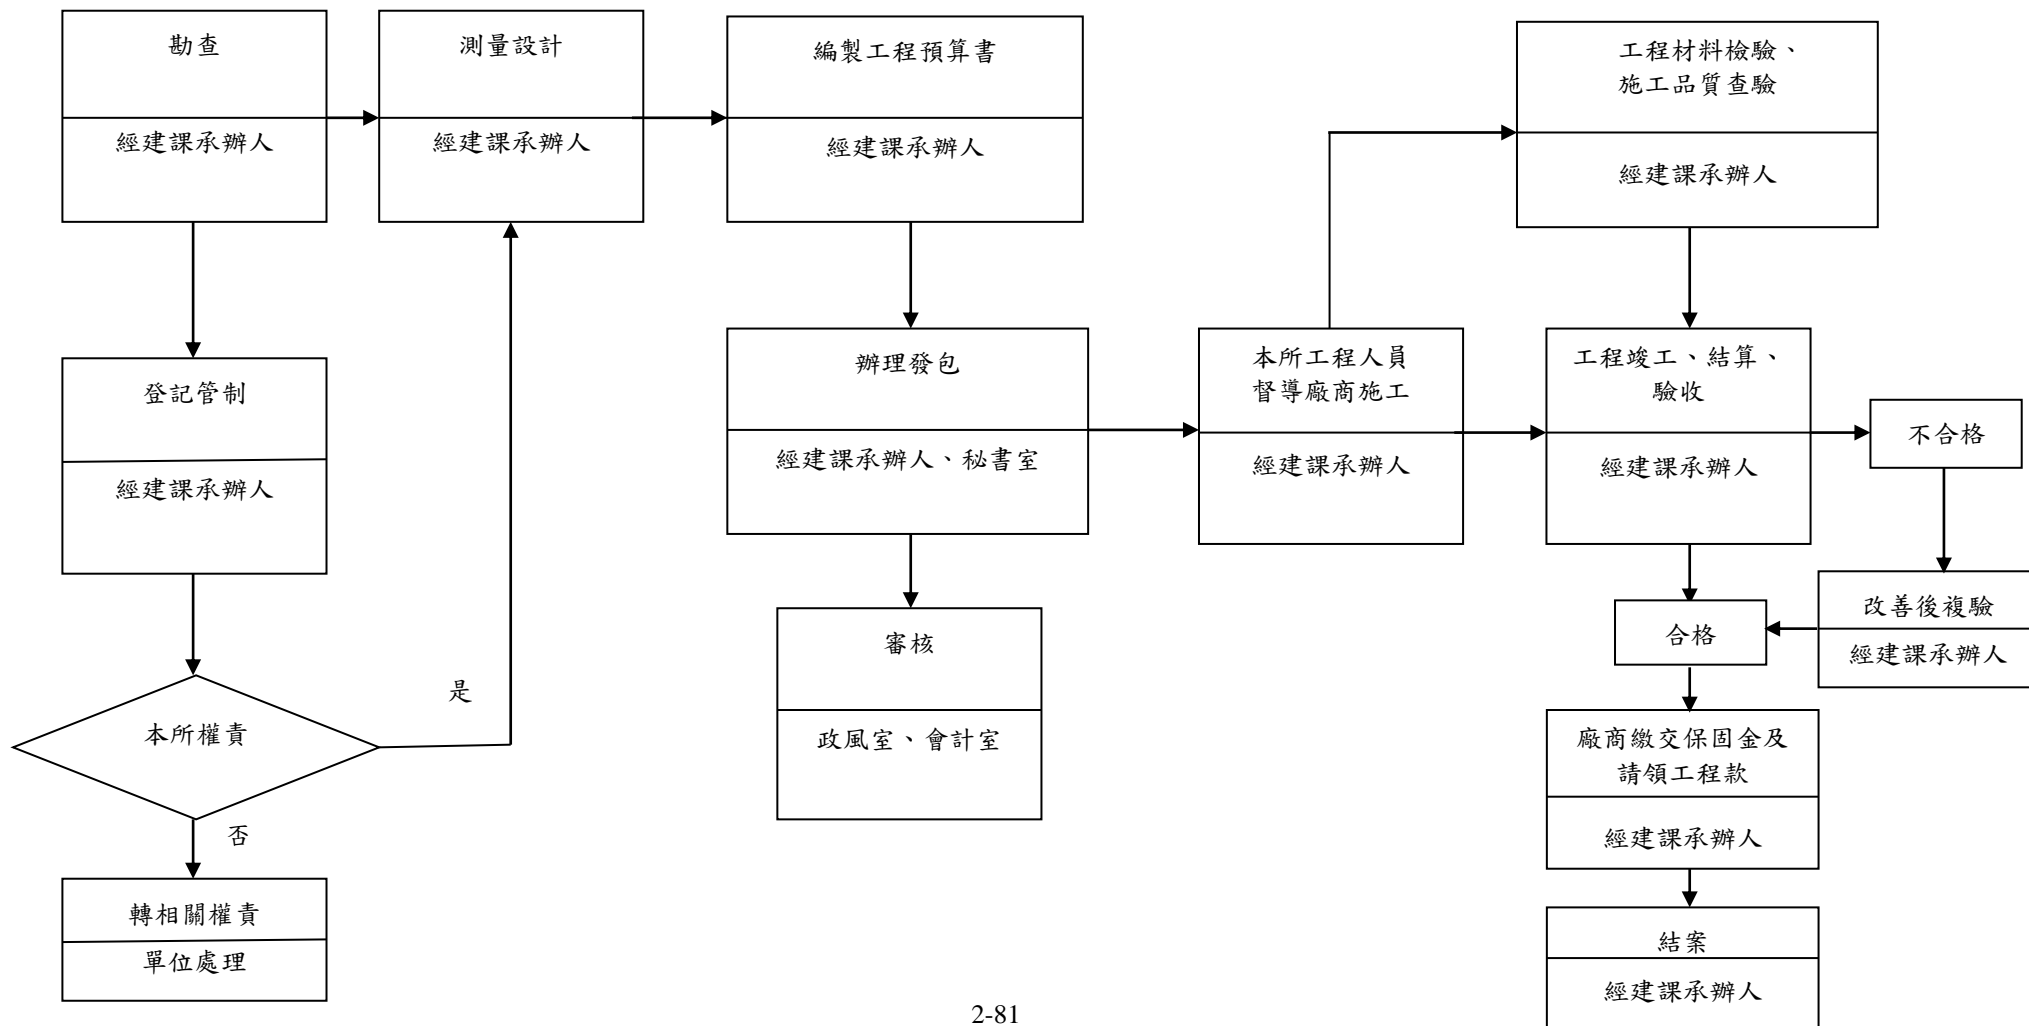 勘查
經建課承辦人
測量設計
經建課承辦人
編製工程預算書
經建課承辦人
工程材料檢驗、
施工品質查驗
經建課承辦人
登記管制
經建課承辦人
辦理發包
經建課承辦人、秘書室
本所工程人員
督導廠商施工
經建課承辦人
工程竣工、結算、
驗收
經建課承辦人
不合格
改善後複驗
經建課承辦人
合格
審核
政風室、會計室
本所權責
是
否
廠商繳交保固金及
請領工程款
經建課承辦人
轉相關權責
單位處理
結案
經建課承辦人
2-81